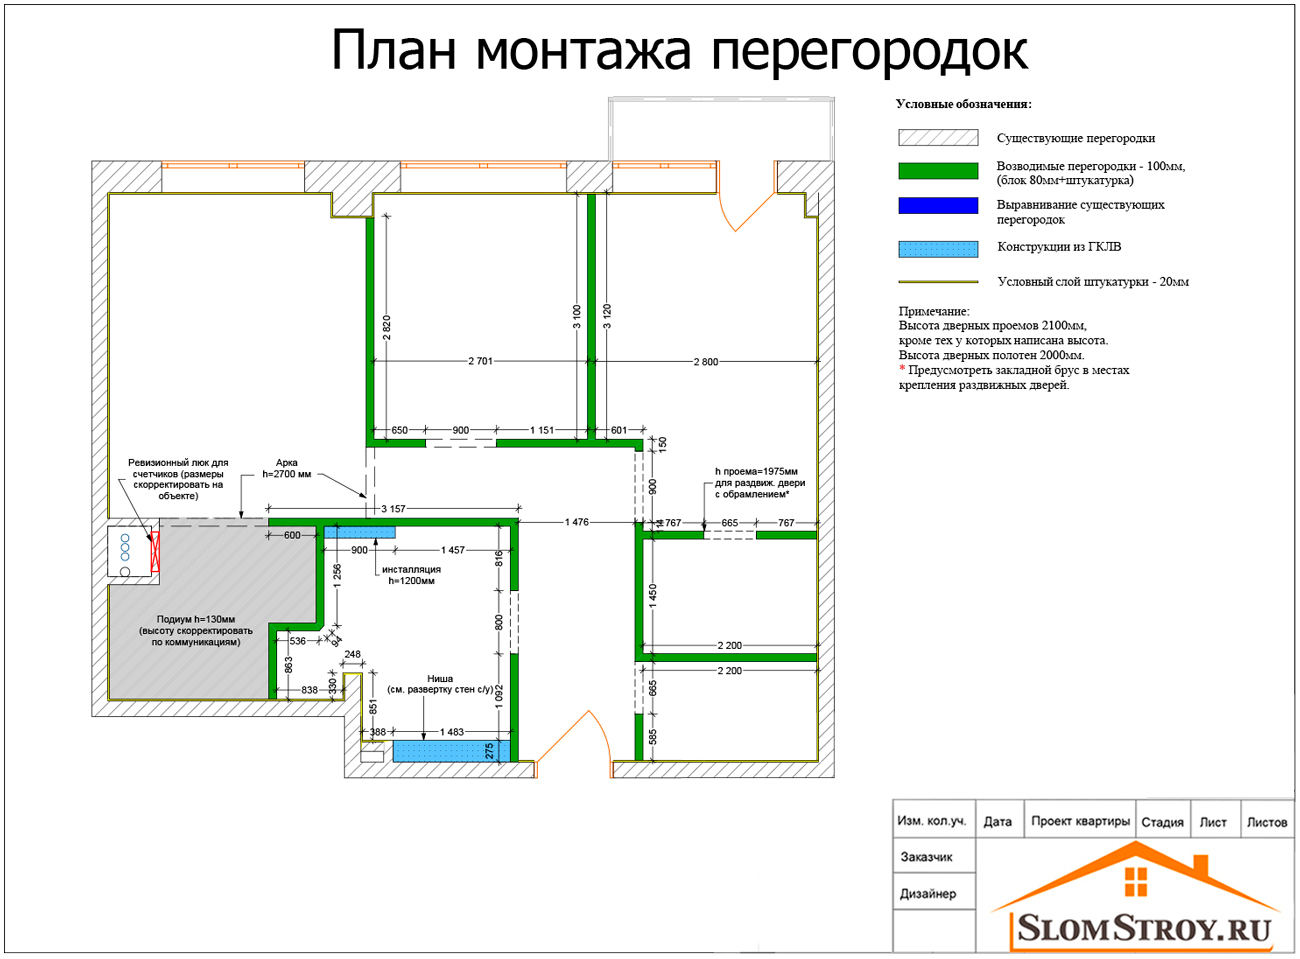 План монтажа перегородок
Условные обозначения:
Существующие перегородки
Возводимые перегородки - 100мм,
(блок 80мм+штукатурка)
Выравнивание существующих
перегородок
Конструкции из ГКЛВ
Условный слой штукатурки - 20мм
Примечание:
Высота дверных проемов 2100мм,
кроме тех у которых написана высота.
Высота дверных полотен 2000мм.
* Предусмотреть закладной брус в местах
крепления раздвижных дверей.
2 820
3 100
3 120
2 701
2 800
650
900
1 151
601
150
Ревизионный люк для
счетчиков (размеры
скорректировать на
объекте)
Арка
h=2700 мм
h проема=1975мм
для раздвиж. двери
с обрамлением*
900
3 157
1 476
114
767
665
767
600
900
1 457
816
инсталляция
h=1200мм
1 256
1 450
Подиум h=130мм
(высоту скорректировать
по коммуникациям)
800
536
94
863
248
2 200
2 200
838
330
Ниша
(см. развертку стен с/у)
1 092
665
851
388
1 483
275
585
Изм. кол.уч.
Дата
Проект квартиры
Стадия
Лист
Листов
Заказчик
Дизайнер
SLOMSTROY.RU